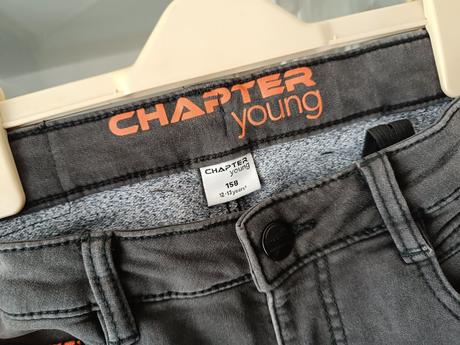 CHAPTER
young
CHAPTER
young
158
12-13 years*